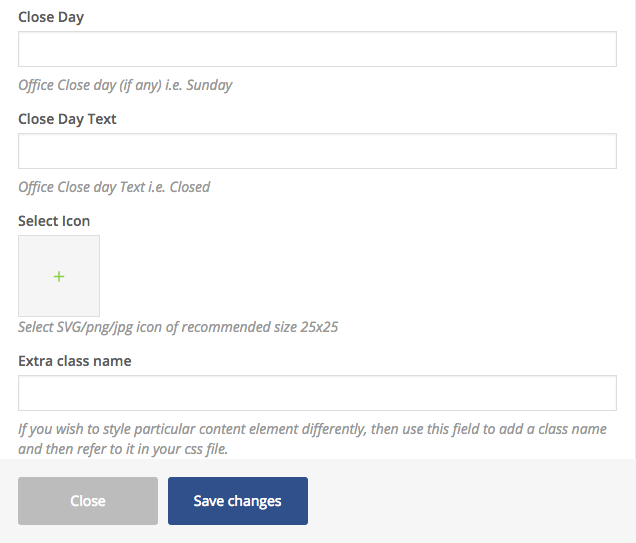 Close Day
Office Close day (if any) i.e. Sunday
Close Day Text
Office Close day Text i.e. Closed
Select Icon
+
Select SVG/png/jpg icon of recommended size 25x25
Extra class name
If you wish to style particular content element differently, then use this field to add a class name
and then refer to it in your css file.
Close
Save changes